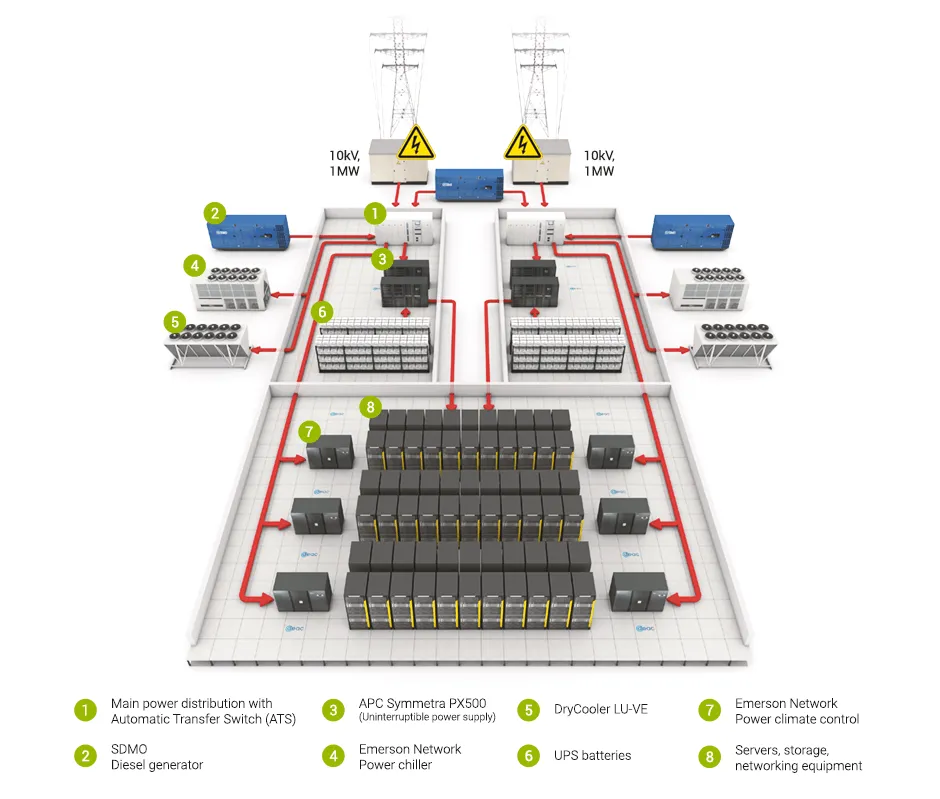 10kV,
1MW
10kV,
1MW
2
1
3
4
5
6
8
7
1
Main power distribution with
Automatic Transfer Switch (ATS)
2
SDMO
Diesel generator
3
APC Symmetra PX500
(Uninterruptible power supply)
4
Emerson Network
Power chiller
5
DryCooler LU-VE
6
UPS batteries
7
Emerson Network
Power climate control
8
Servers, storage,
networking equipment